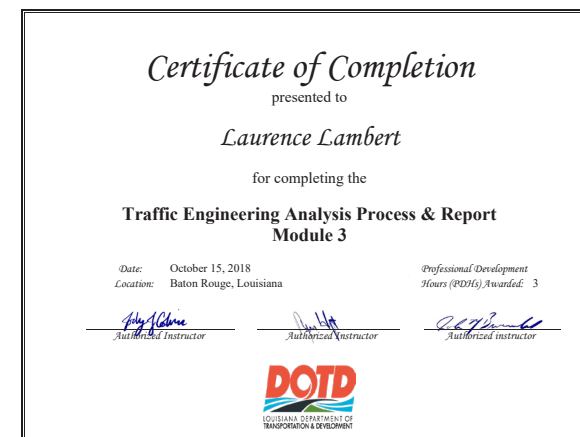 Certificate of Completion
presented to
Laurence Lambert
for completing the
Traffic Engineering Analysis Process & Report
Module 3
Date: October 15, 2018
Location: Baton Rouge, Louisiana
Professional Development
Hours (PDHs) Awarded: 3
Authorized Instructor
Authorized Instructor
Authorized instructor
DOTD
LOUISIANA DEPARTMENT OF
TRANSPORTATION & DEVELOPMENT